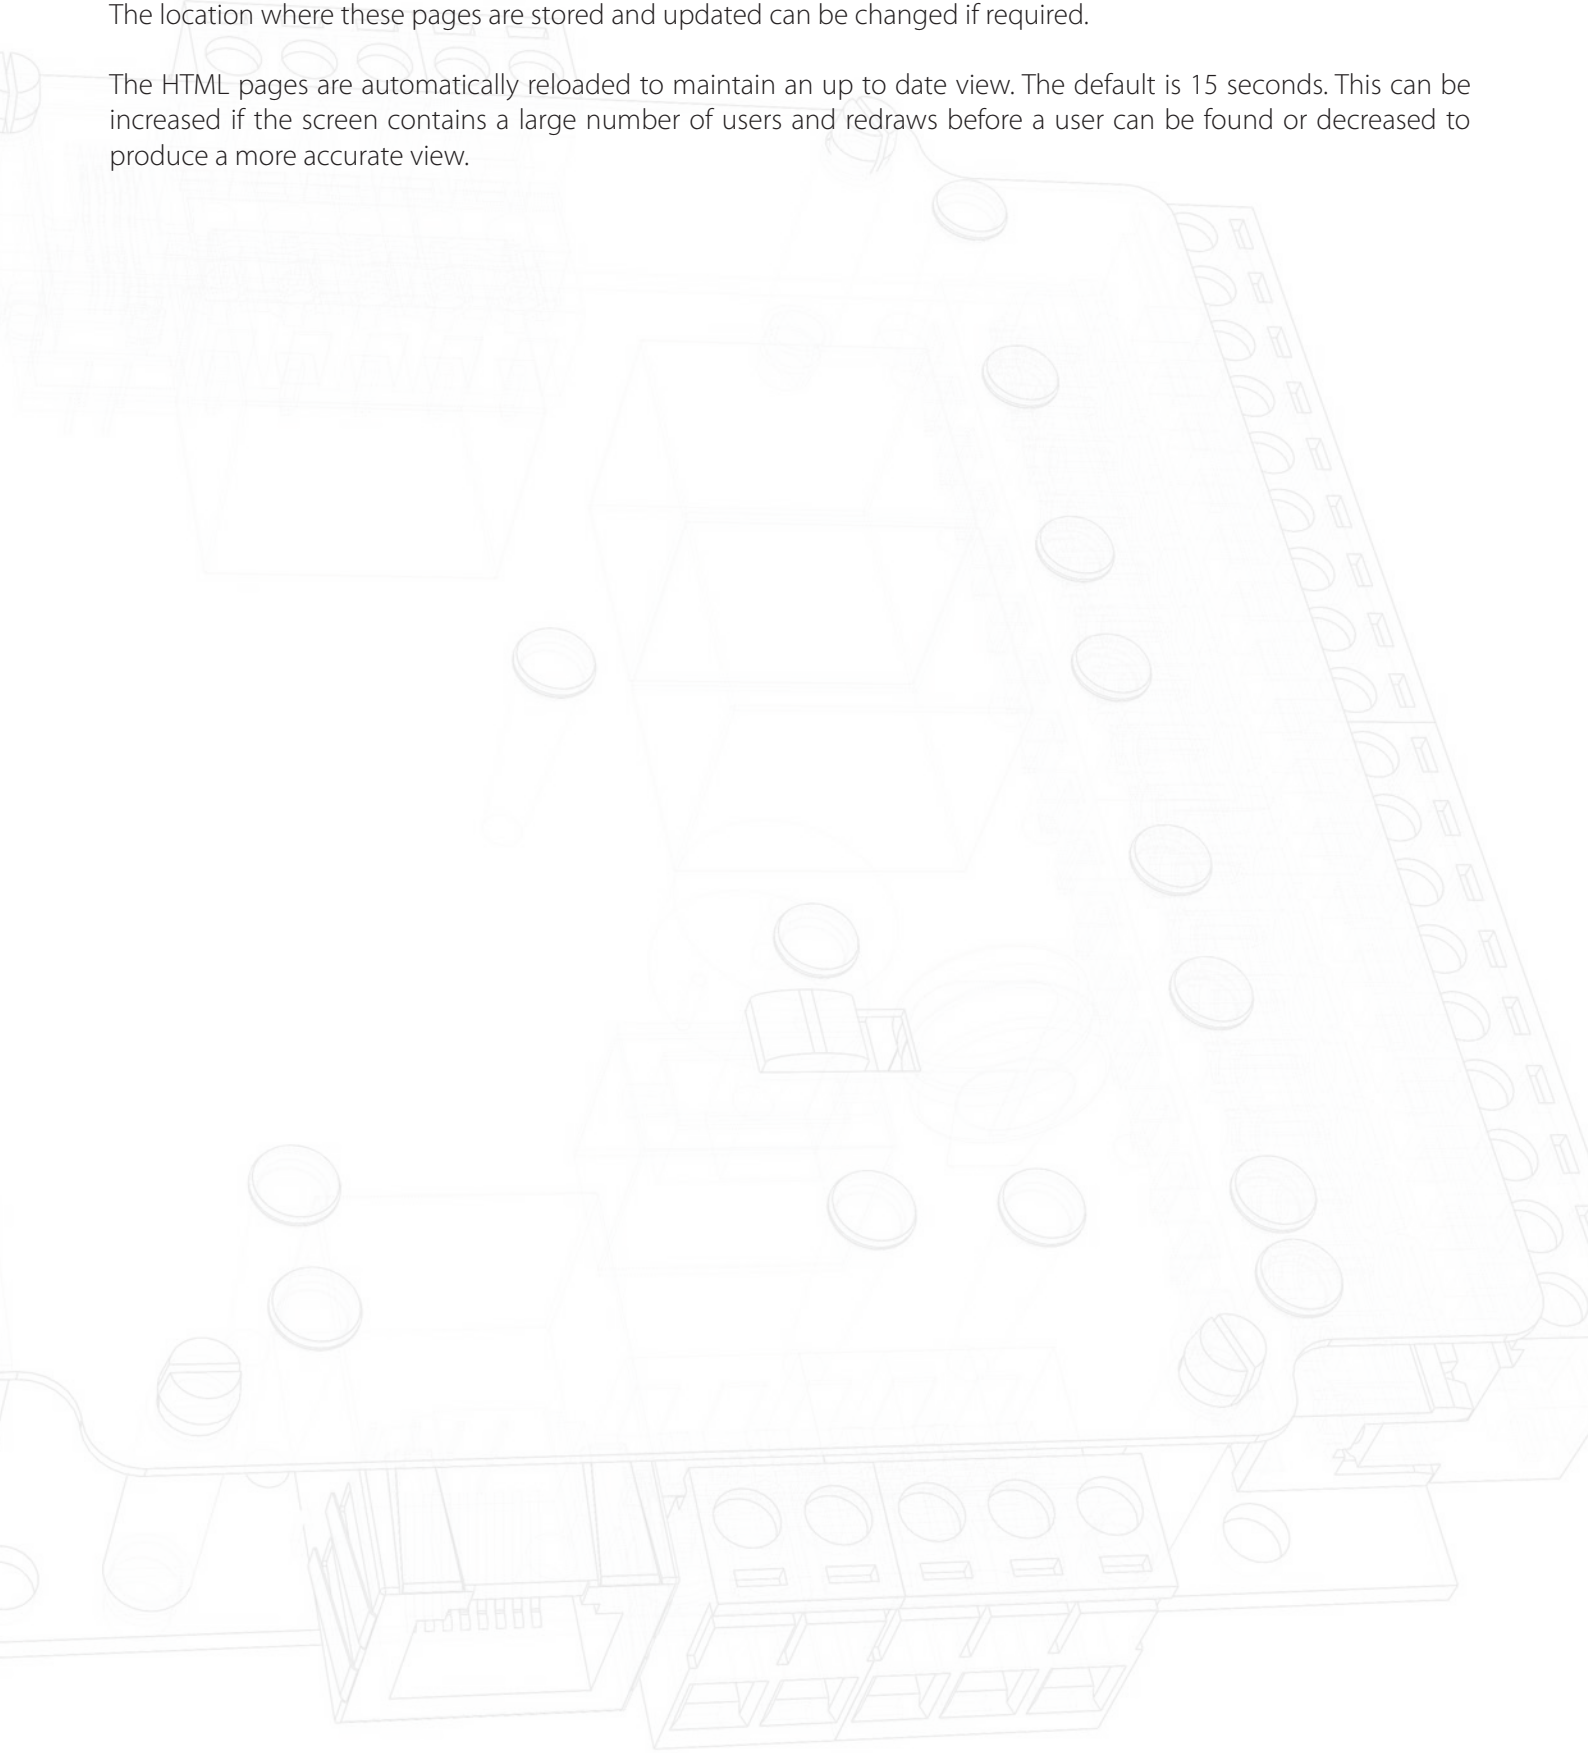 The location where these pages are stored and updated can be changed if required.
The HTML pages are automatically reloaded to maintain an up to date view. The default is 15 seconds. This can be
increased if the screen contains a large number of users and redraws before a user can be found or decreased to
produce a more accurate view.